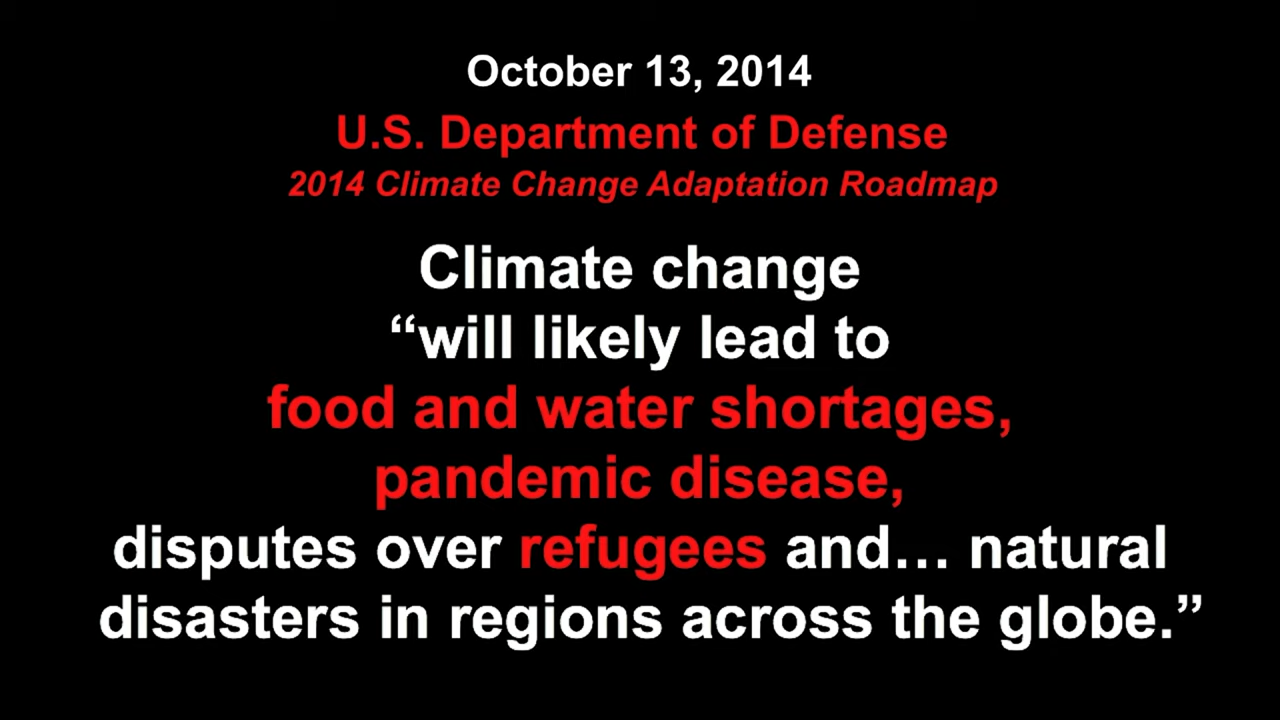 October 13, 2014
U.S. Department of Defense
2014 Climate Change Adaptation Roadmap
Climate change
“will likely lead to
food and water shortages,
pandemic disease,
disputes over refugees and… natural
disasters in regions across the globe.”